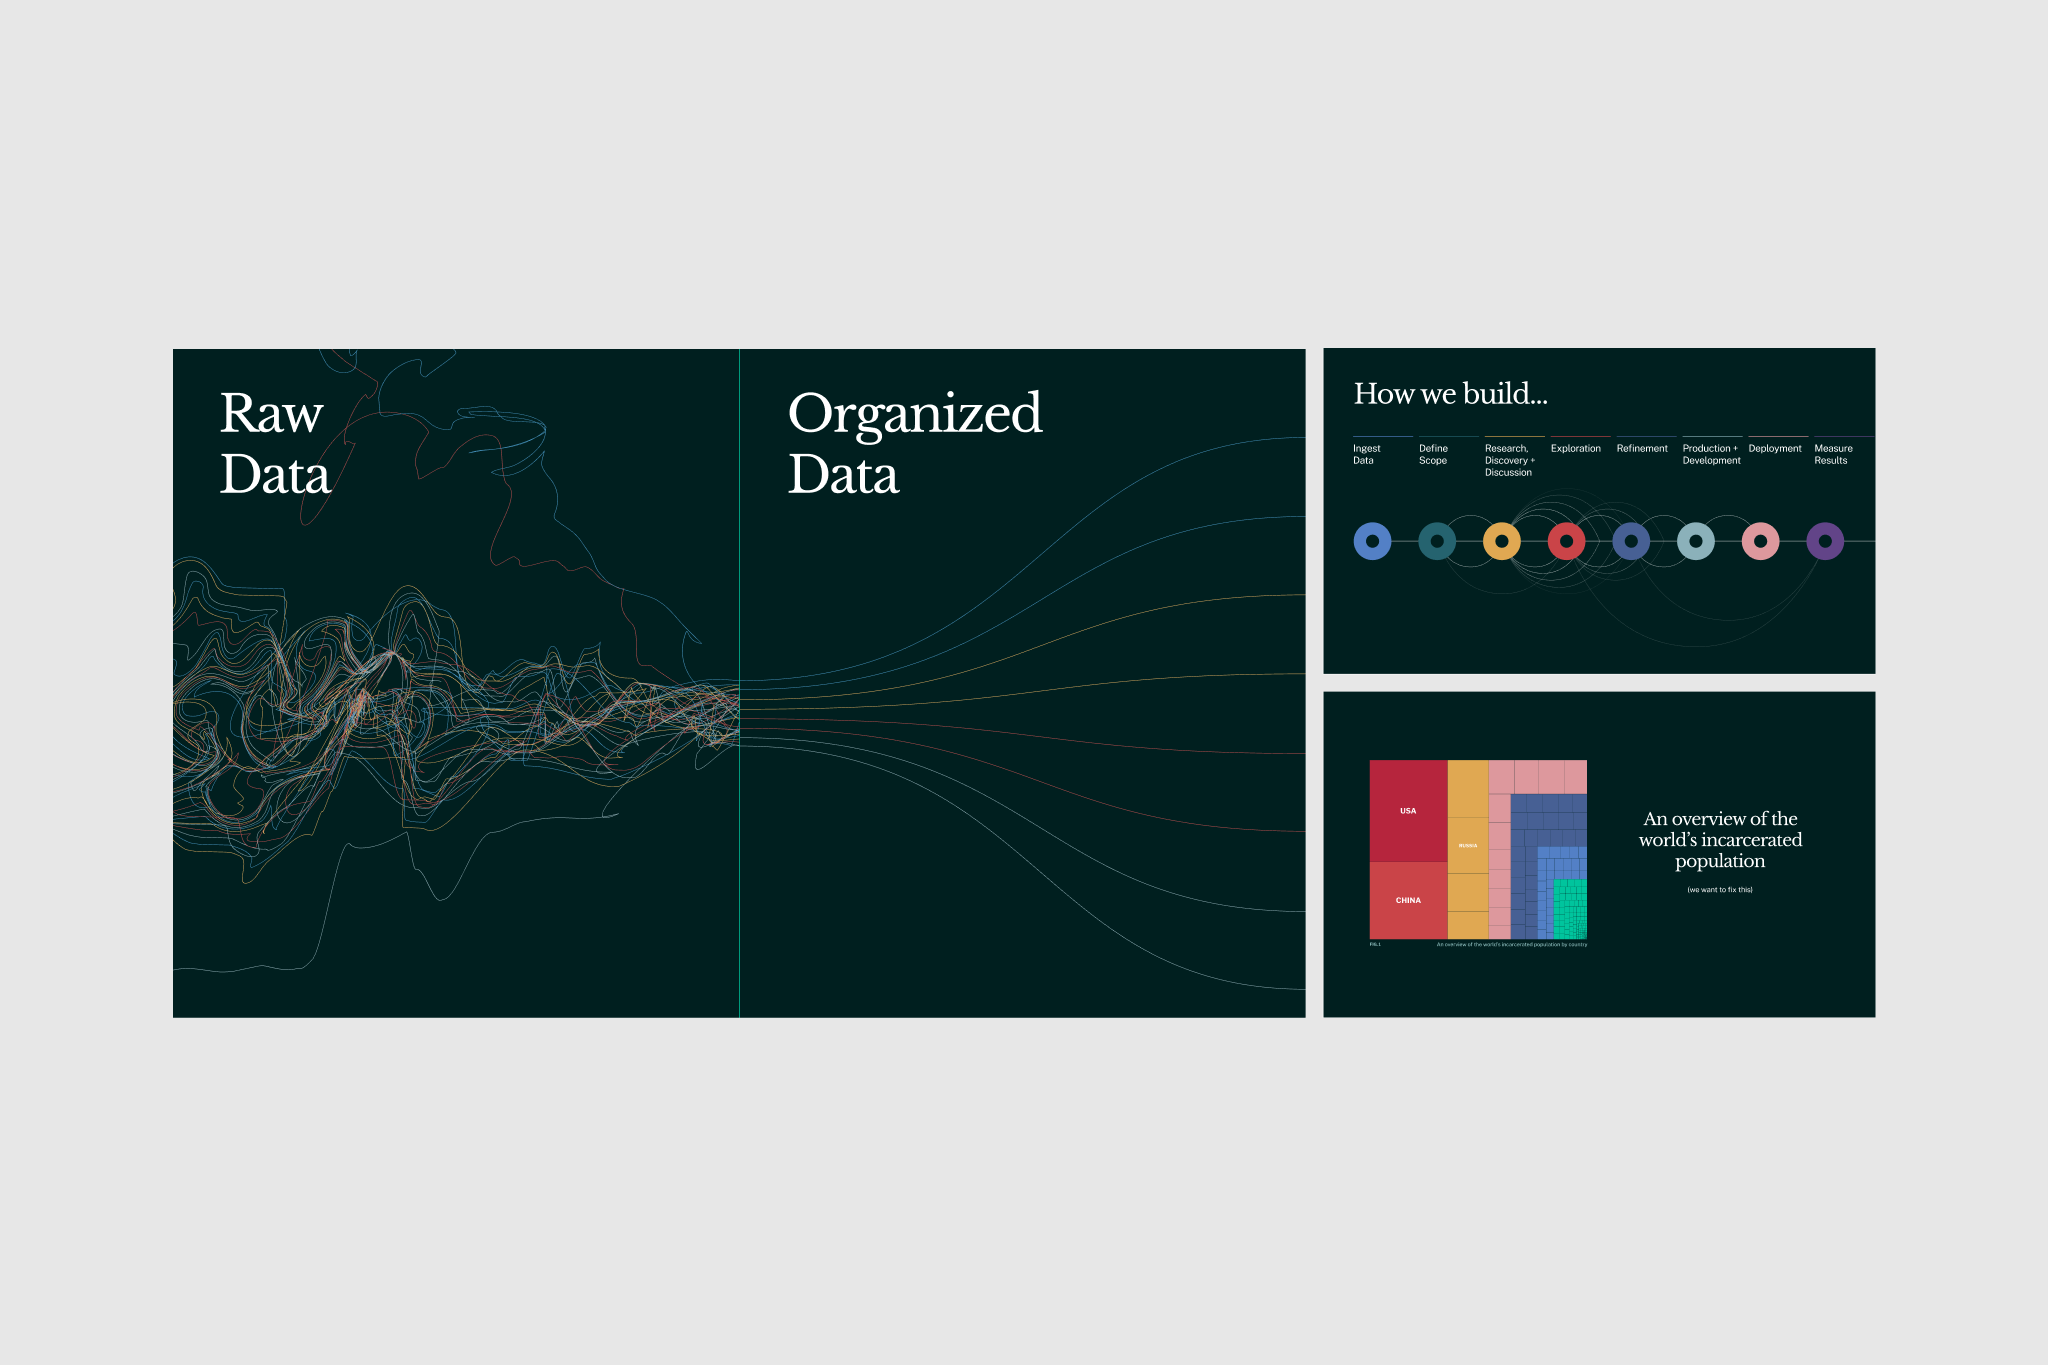 Raw
Data
Organized
Data
How we build...
Ingest
Data
Define
Scope
Research,
Discovery +
Discussion
Exploration
Refinement
Production +
Development
Deployment
Measure
Results
USA
CHINA
RUSSIA
FIG.1
An overview of the world's incarcerated population by country
An overview of the
world's incarcerated
population
(we want to fix this)